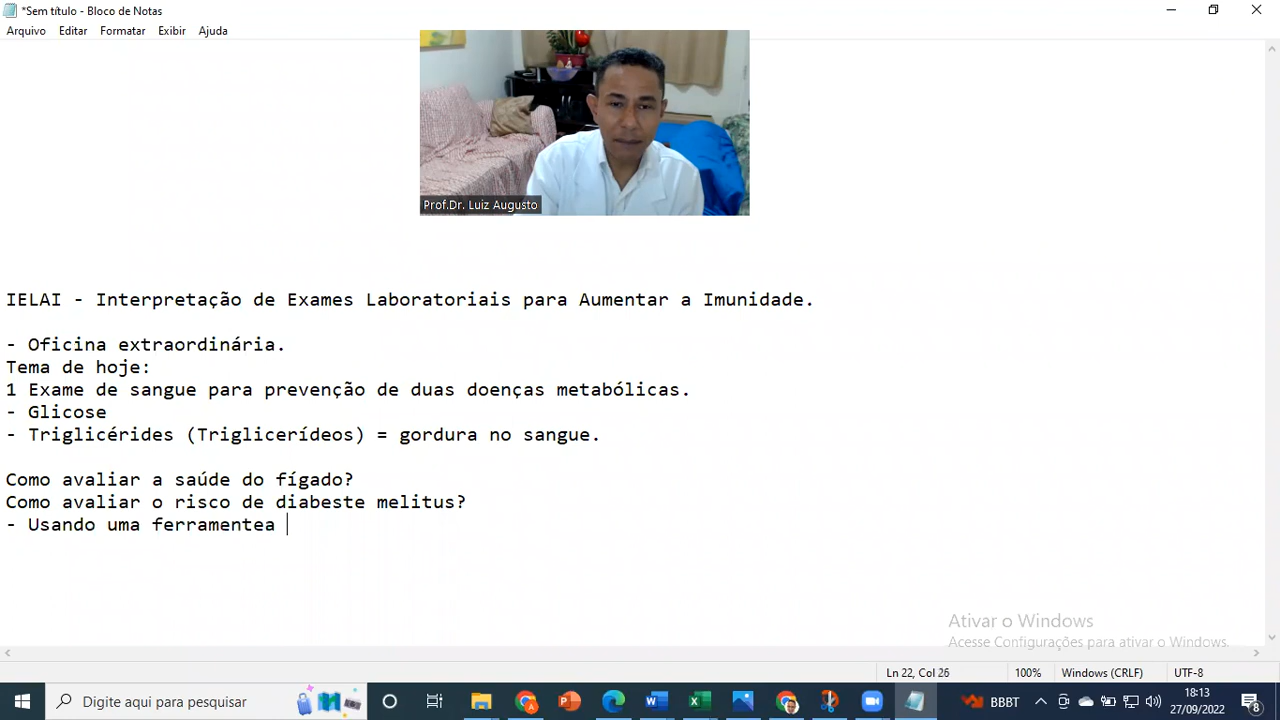 *Sem título - Bloco de Notas
Arquivo Editar Formatar Exibir Ajuda
Prof.Dr. Luiz Augusto
IELAI - Interpretação de Exames Laboratoriais para Aumentar a Imunidade.
- Oficina extraordinária.
Tema de hoje:
1 Exame de sangue para prevenção de duas doenças metabólicas.
- Glicose
- Triglicérides (Triglicerídeos) = gordura no sangue.
Como avaliar a saúde do fígado?
Como avaliar o risco de diabeste melitus?
- Usando uma ferramentea
Ativar o Windows
Acesse Configurações para ativar o Windows.
Ln 22, Col 26 100% Windows (CRLF) UTF-8
Digite aqui para pesquisar
BBBT
18:13
27/09/2022
8